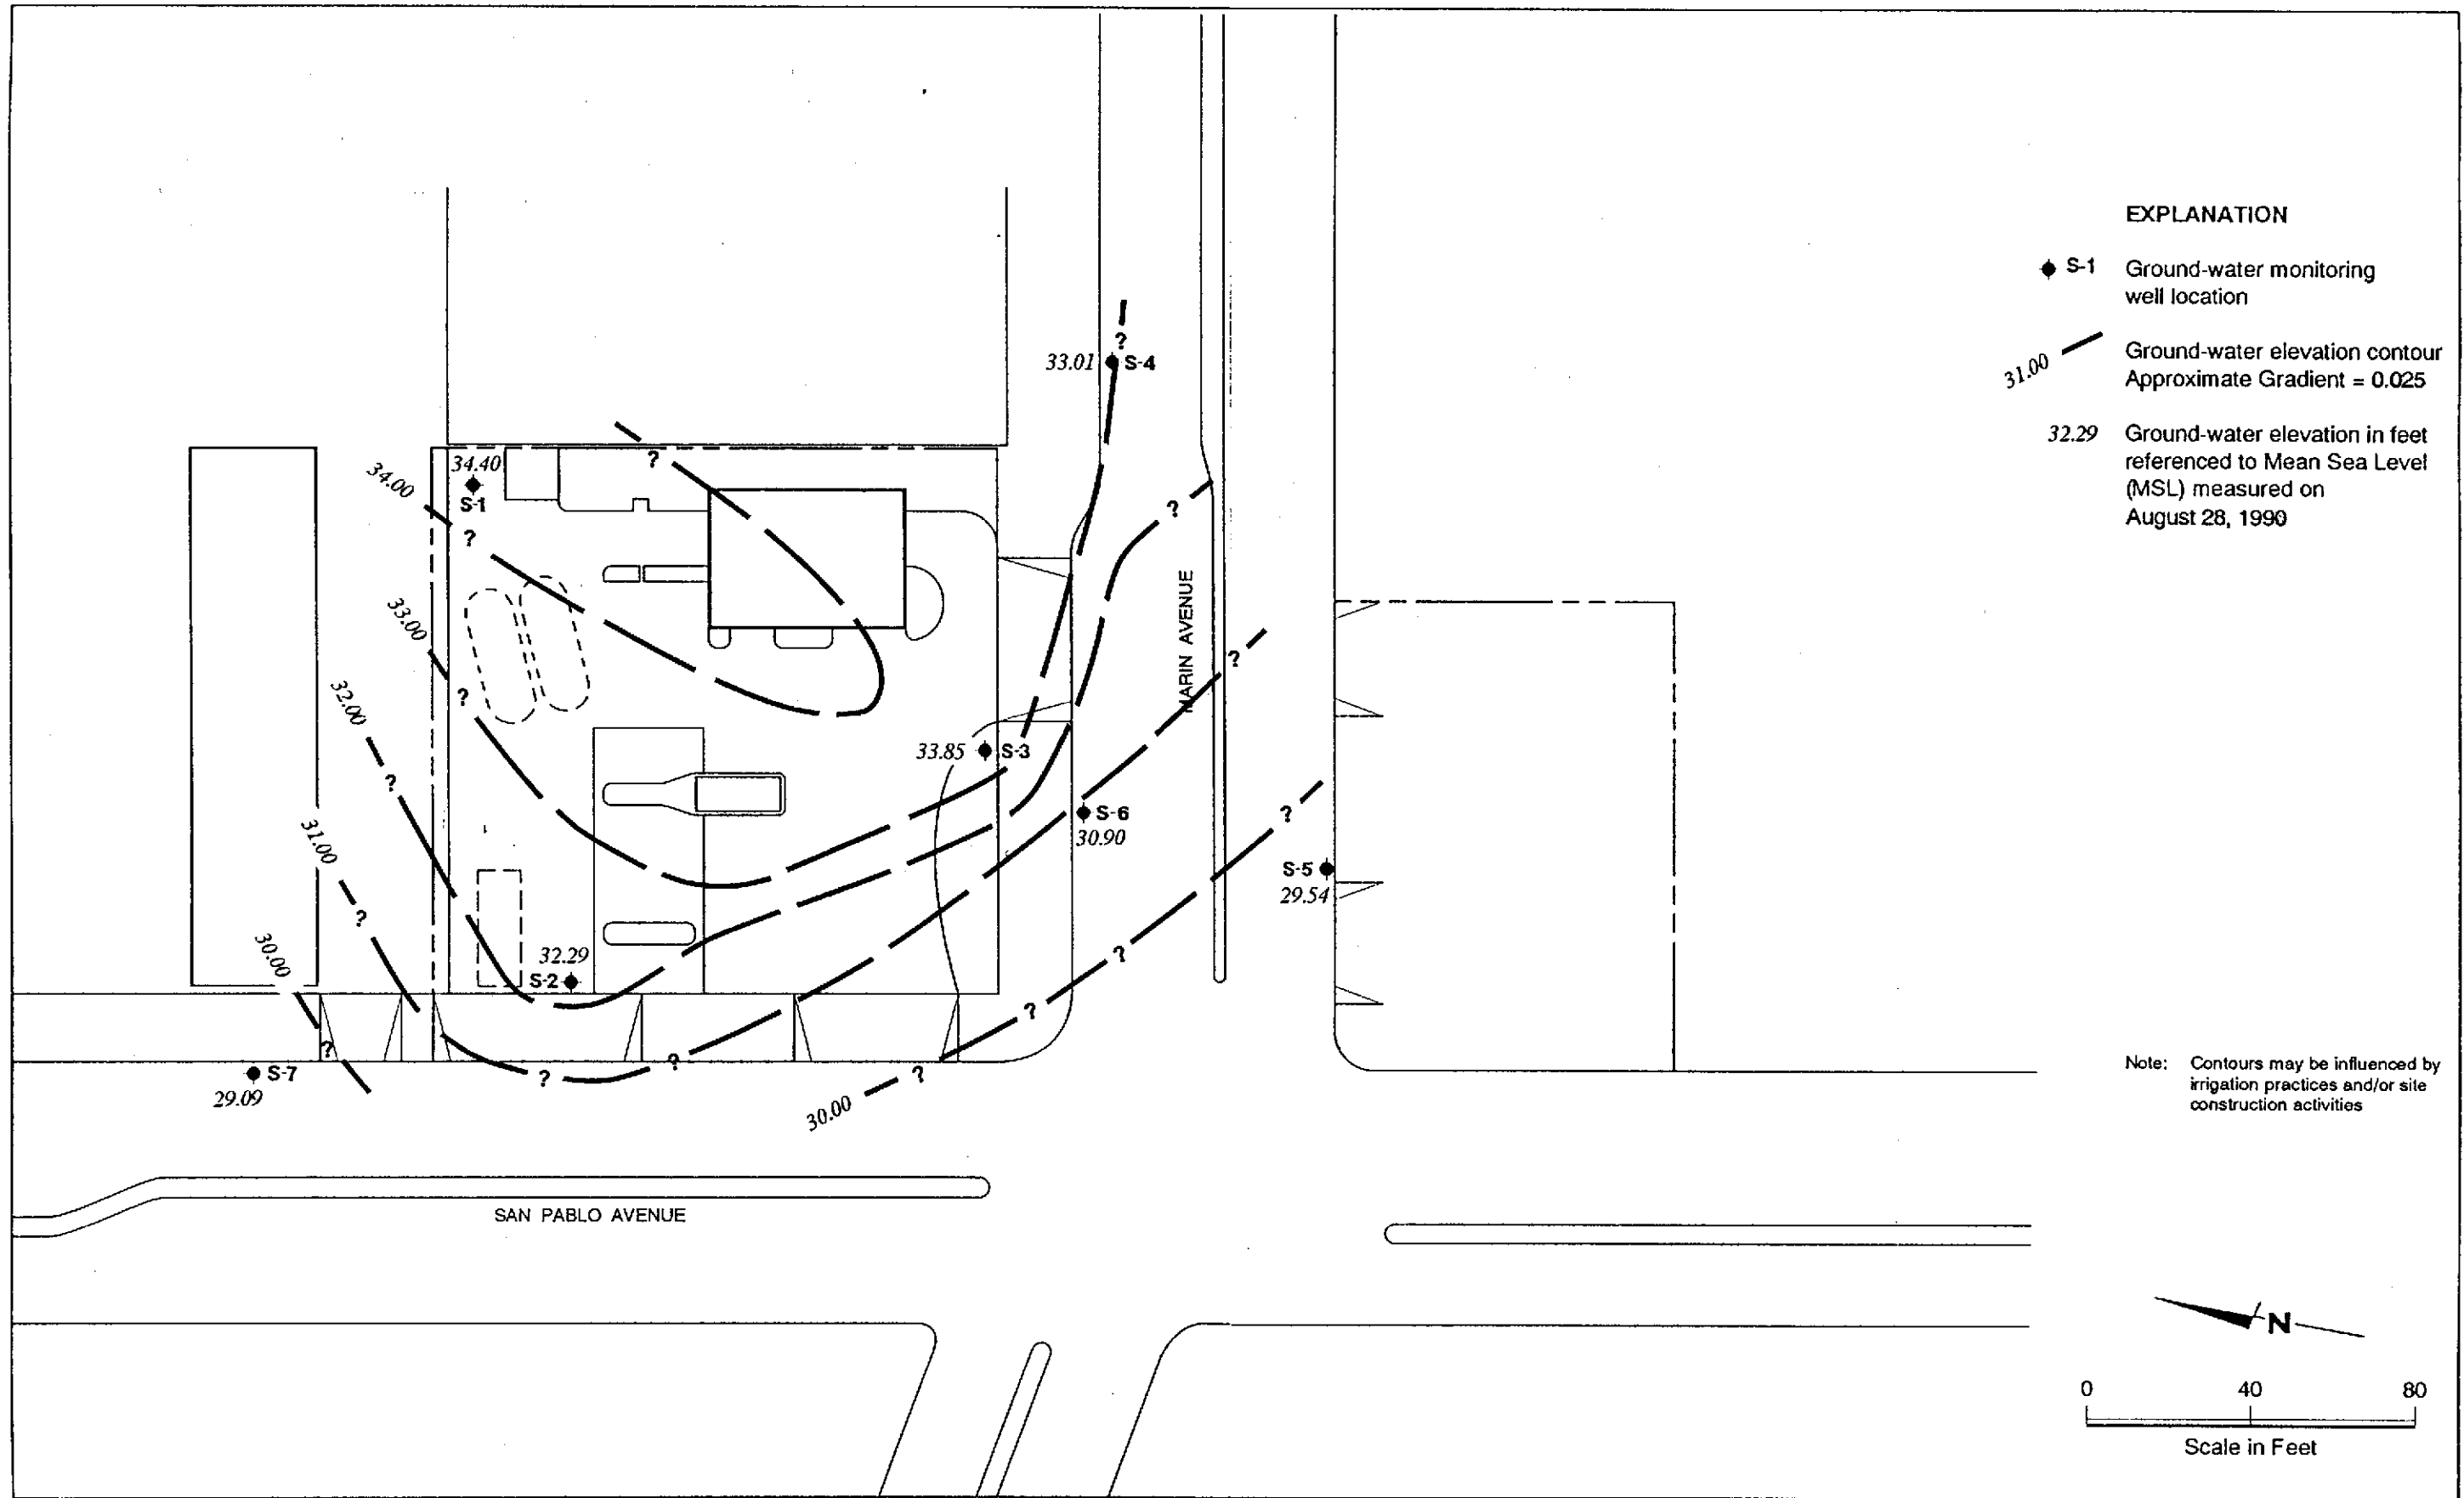 EXPLANATION
S-1 Ground-water monitoring
well location
31.00 Ground-water elevation contour
Approximate Gradient = 0.025
32.29 Ground-water elevation in feet
referenced to Mean Sea Level
(MSL) measured on
August 28, 1990
?
33.01 S-4
?
34.00
34.40
S-1
?
?
33.00
?
MARIN AVENUE
?
32.00
?
33.85 S-3
?
31.00
S-6
30.90
?
S-5
29.54
?
30.00
32.29
S-2
?
?
?
S-7
29.09
?
?
?
30.00
Note: Contours may be influenced by
irrigation practices and/or site
construction activities
SAN PABLO AVENUE
N
0 40 80
Scale in Feet